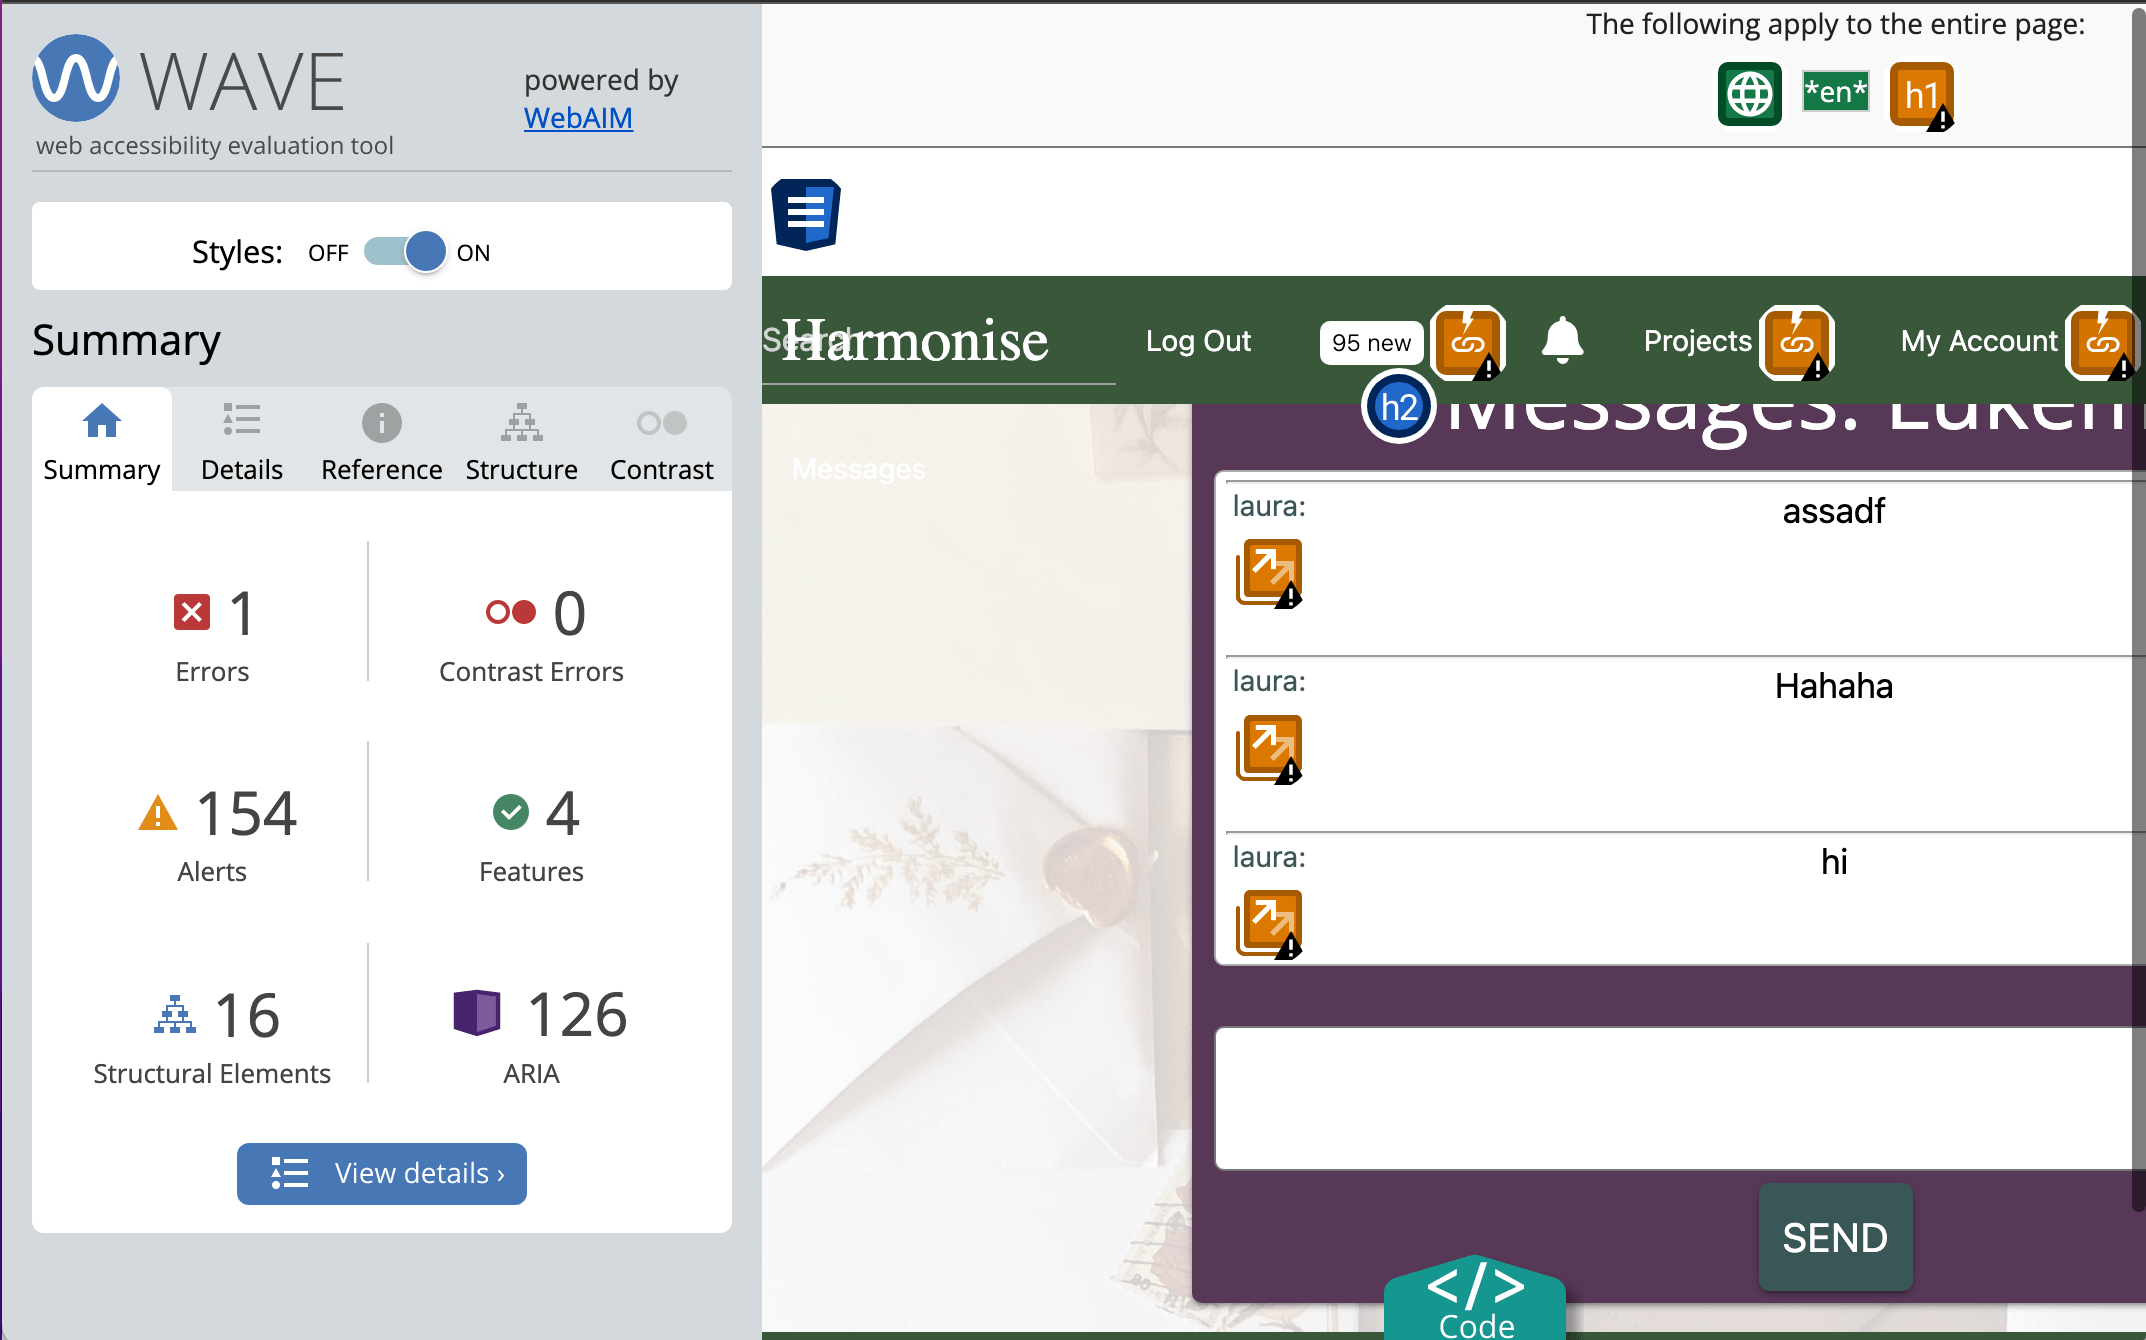 WAVE
powered by
WebAIM
web accessibility evaluation tool
Styles: OFF ON
Summary
Summary Details Reference Structure Contrast
1
Errors
0
Contrast Errors
154
Alerts
4
Features
16
Structural Elements
126
ARIA
View details ›
The following apply to the entire page:
*en* h1
Search
Harmonise Log Out 95 new Projects My Account
h2 Messages: Luken
Messages
laura: assadf
laura: Hahaha
laura: hi
SEND
</>
Code